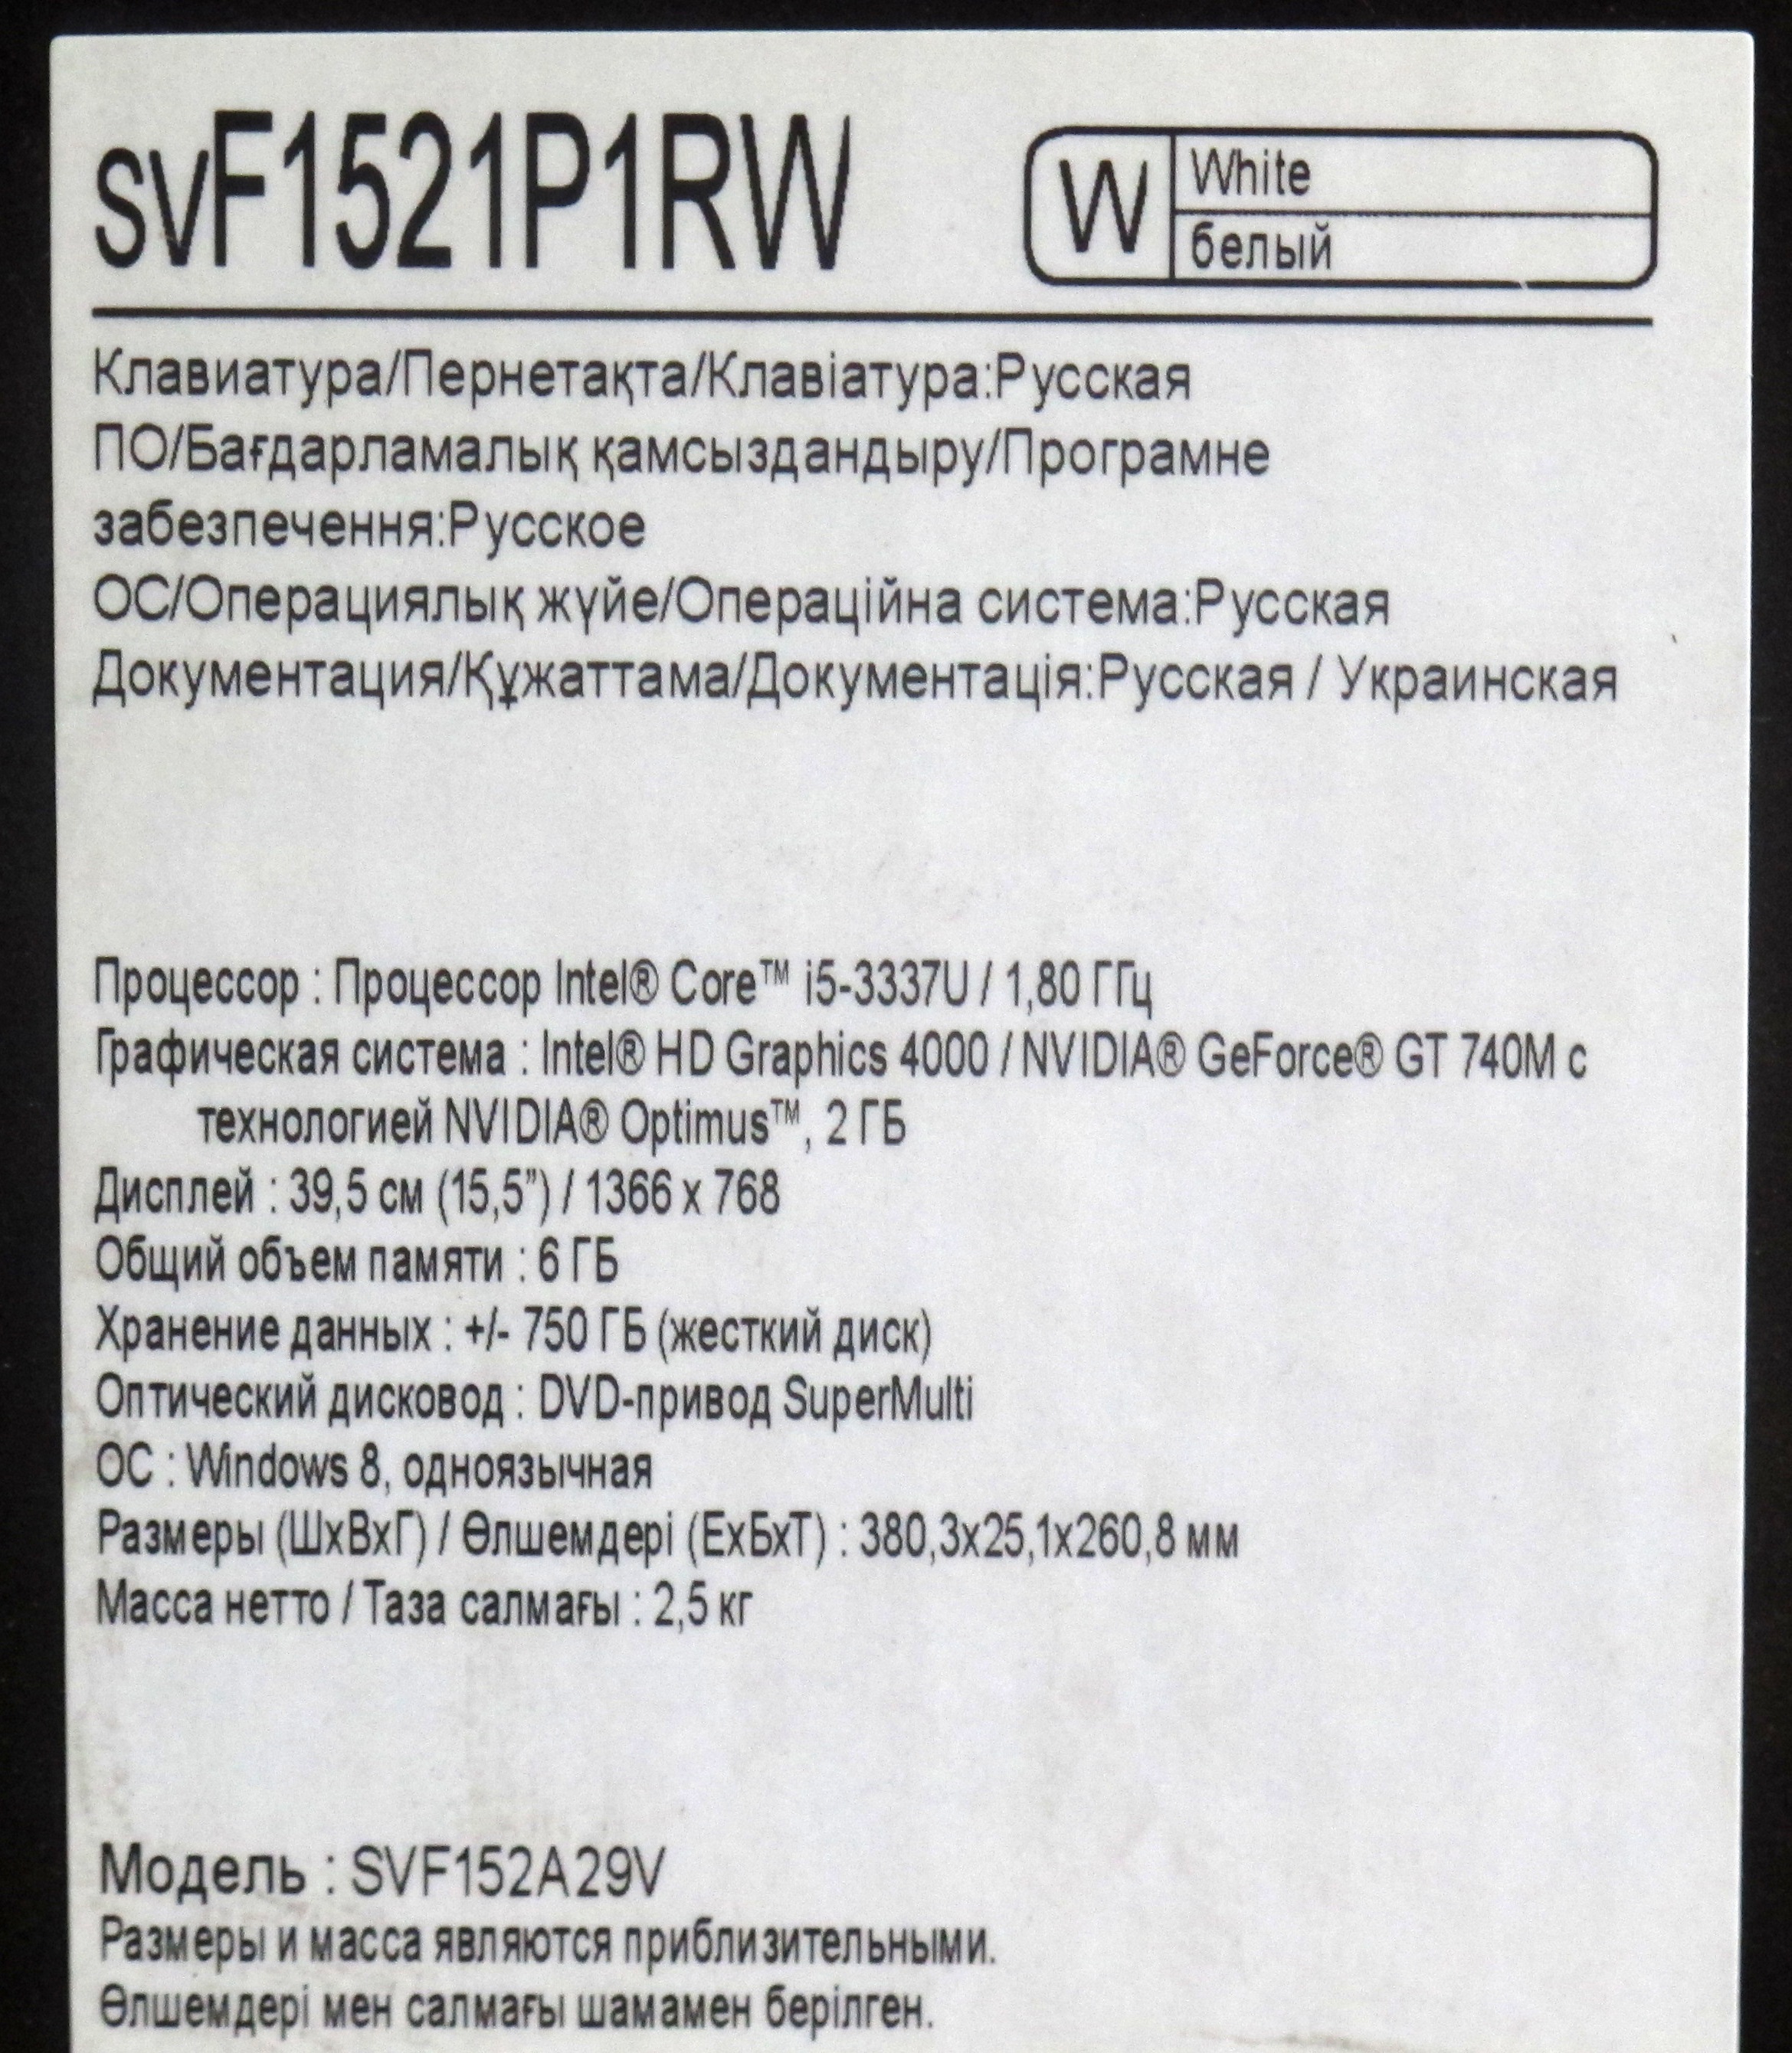 SVF1521P1RW
W
White
белый
Клавиатура/Пернетақта/Клавіатура:Русская
ПО/Бағдарламалық қамсыздандыру/Програмне
забезпечення:Русское
ОС/Операциялық жүйе/Операційна система:Русская
Документация/Құжаттама/Документація:Русская / Украинская
Процессор : Процессор Intel® Core™ i5-3337U / 1,80 ГГц
Графическая система : Intel® HD Graphics 4000 / NVIDIA® GeForce® GT 740M с
технологией NVIDIA® Optimus™, 2 ГБ
Дисплей : 39,5 см (15,5”) / 1366 x 768
Общий объем памяти : 6 ГБ
Хранение данных : +/- 750 ГБ (жесткий диск)
Оптический дисковод : DVD-привод SuperMulti
ОС : Windows 8, одноязычная
Размеры (ШxВxГ) / Өлшемдері (ЕxБxТ) : 380,3x25,1x260,8 мм
Масса нетто / Таза салмағы : 2,5 кг
Модель : SVF152A29V
Размеры и масса являются приблизительными.
Өлшемдері мен салмағы шамамен берілген.